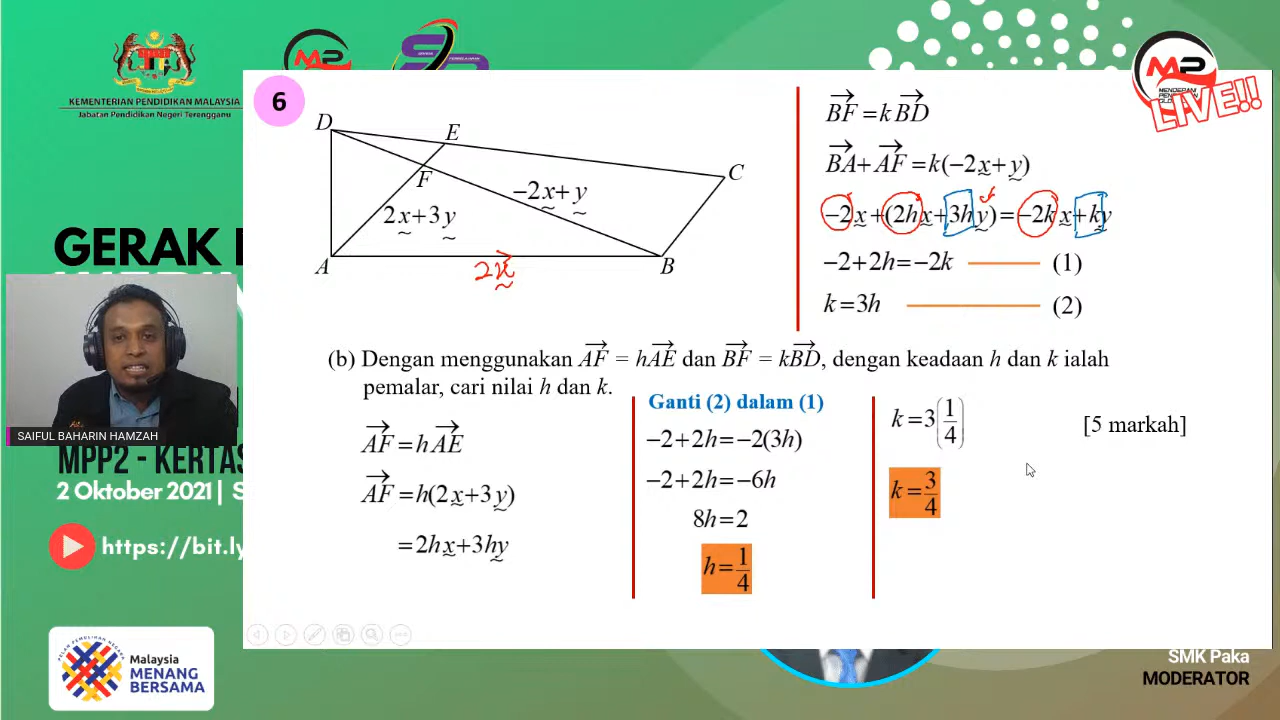 KEMENTERIAN PENDIDIKAN MALAYSIA
Jabatan Pendidikan Negeri Terengganu
MP
MP
LIVE!!
6
D
E
C
F
A
B
2x+3y
−2x+y
2x
BF=kBD
BA+AF=k(−2x+y)
−2x+(2hx+3hy)=−2kx+ky
−2+2h=−2k (1)
k=3h (2)
(b) Dengan menggunakan AF = hAE dan BF = kBD, dengan keadaan h dan k ialah
pemalar, cari nilai h dan k.
[5 markah]
AF=hAE
AF=h(2x+3y)
=2hx+3hy
Ganti (2) dalam (1)
−2+2h=−2(3h)
−2+2h=−6h
8h=2
h=1/4
k=3(1/4)
k=3/4
GERAK
SAIFUL BAHARIN HAMZAH
MPP2 - KERTAS
2 Oktober 2021| S
https://bit.ly
Malaysia
MENANG
BERSAMA
SMK Paka
MODERATOR